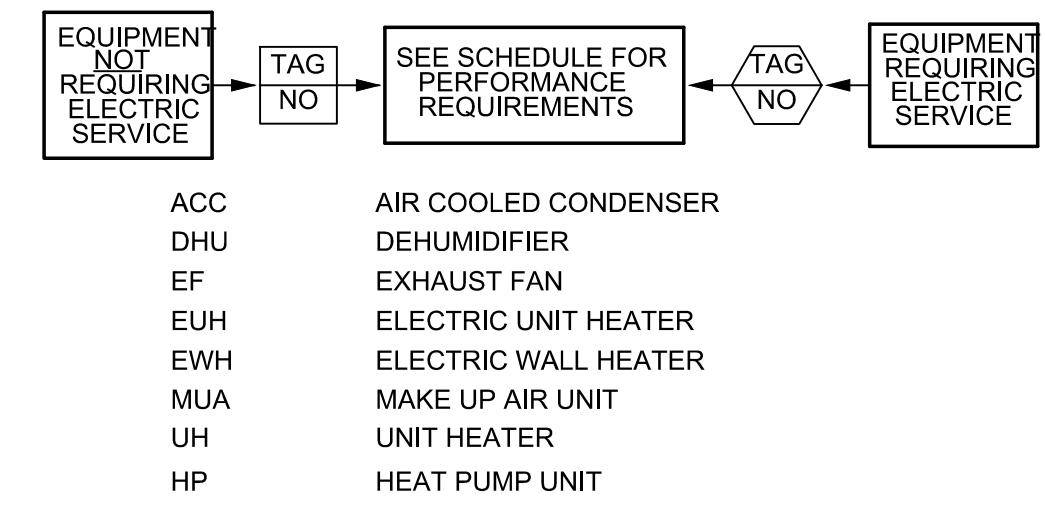 EQUIPMENT
NOT
REQUIRING
ELECTRIC
SERVICE
TAG
NO
SEE SCHEDULE FOR
PERFORMANCE
REQUIREMENTS
TAG
NO
EQUIPMENT
REQUIRING
ELECTRIC
SERVICE
ACC AIR COOLED CONDENSER
DHU DEHUMIDIFIER
EF EXHAUST FAN
EUH ELECTRIC UNIT HEATER
EWH ELECTRIC WALL HEATER
MUA MAKE UP AIR UNIT
UH UNIT HEATER
HP HEAT PUMP UNIT